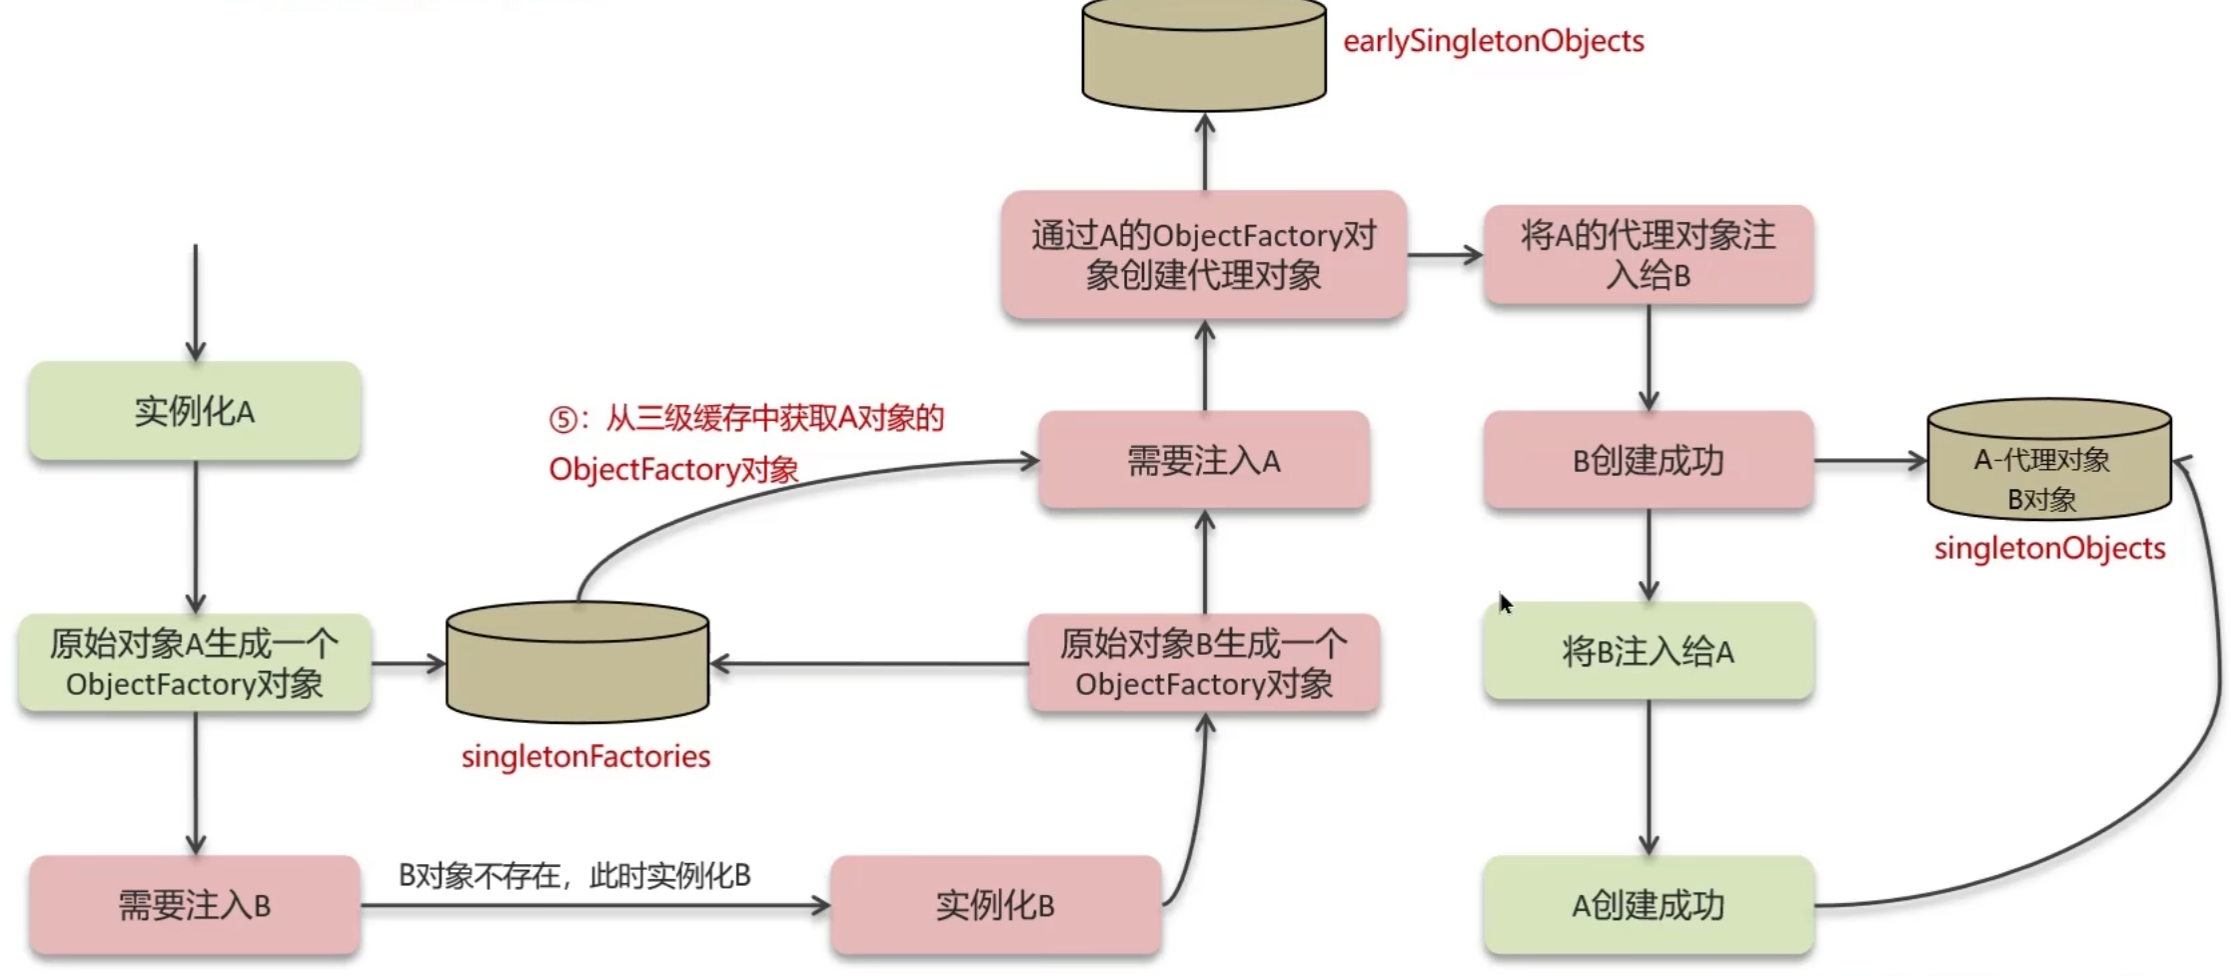 earlySingletonObjects
通过A的ObjectFactory对
象创建代理对象
将A的代理对象注
入给B
实例化A
⑤：从三级缓存中获取A对象的
ObjectFactory对象
需要注入A
B创建成功
A-代理对象
B对象
singletonObjects
原始对象A生成一个
ObjectFactory对象
singletonFactories
原始对象B生成一个
ObjectFactory对象
将B注入给A
需要注入B
B对象不存在，此时实例化B
实例化B
A创建成功